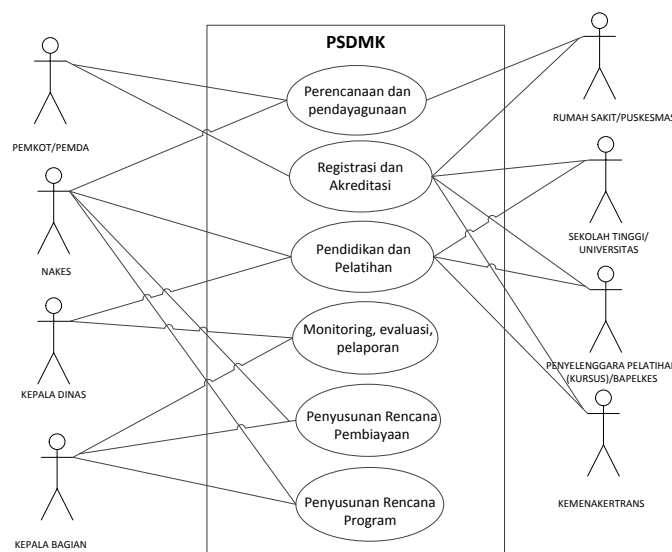 PSDMK
PEMKOT/PEMDA
NAKES
KEPALA DINAS
KEPALA BAGIAN
Perencanaan dan
pendayagunaan
Registrasi dan
Akreditasi
Pendidikan dan
Pelatihan
Monitoring, evaluasi,
pelaporan
Penyusunan Rencana
Pembiayaan
Penyusunan Rencana
Program
RUMAH SAKIT/PUSKESMAS
SEKOLAH TINGGI/
UNIVERSITAS
PENYELENGGARA PELATIHAN
(KURSUS)/BAPELKES
KEMENAKERTRANS